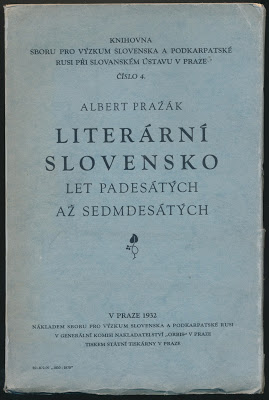 KNIHOVNA
SBORU PRO VÝZKUM SLOVENSKA A PODKARPATSKÉ
RUSI PŘI SLOVANSKÉM ÚSTAVU V PRAZE
ČÍSLO 4.
ALBERT PRAŽÁK
LITERÁRNÍ
SLOVENSKO
LET PADESÁTÝCH
AŽ SEDMDESÁTÝCH
V PRAZE 1932
NÁKLADEM SBORU PRO VÝZKUM SLOVENSKA A PODKARPATSKÉ RUSI
V GENERÁLNÍ KOMISI NAKLADATELSTVÍ „ORBIS" V PRAZE
TISKEM STÁTNÍ TISKÁRNY V PRAZE